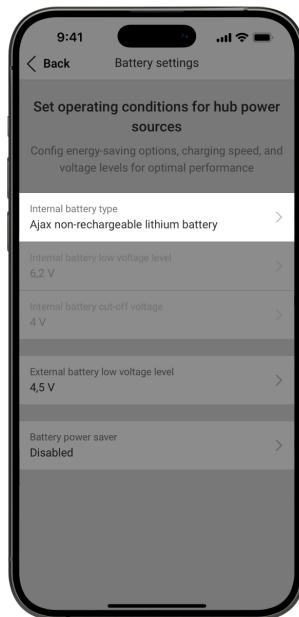 9:41
Back
Battery settings
Set operating conditions for hub power
sources
Config energy-saving options, charging speed, and
voltage levels for optimal performance
Internal battery type
Ajax non-rechargeable lithium battery
Internal battery low voltage level
6,2 V
Internal battery cut-off voltage
4 V
External battery low voltage level
4,5 V
Battery power saver
Disabled